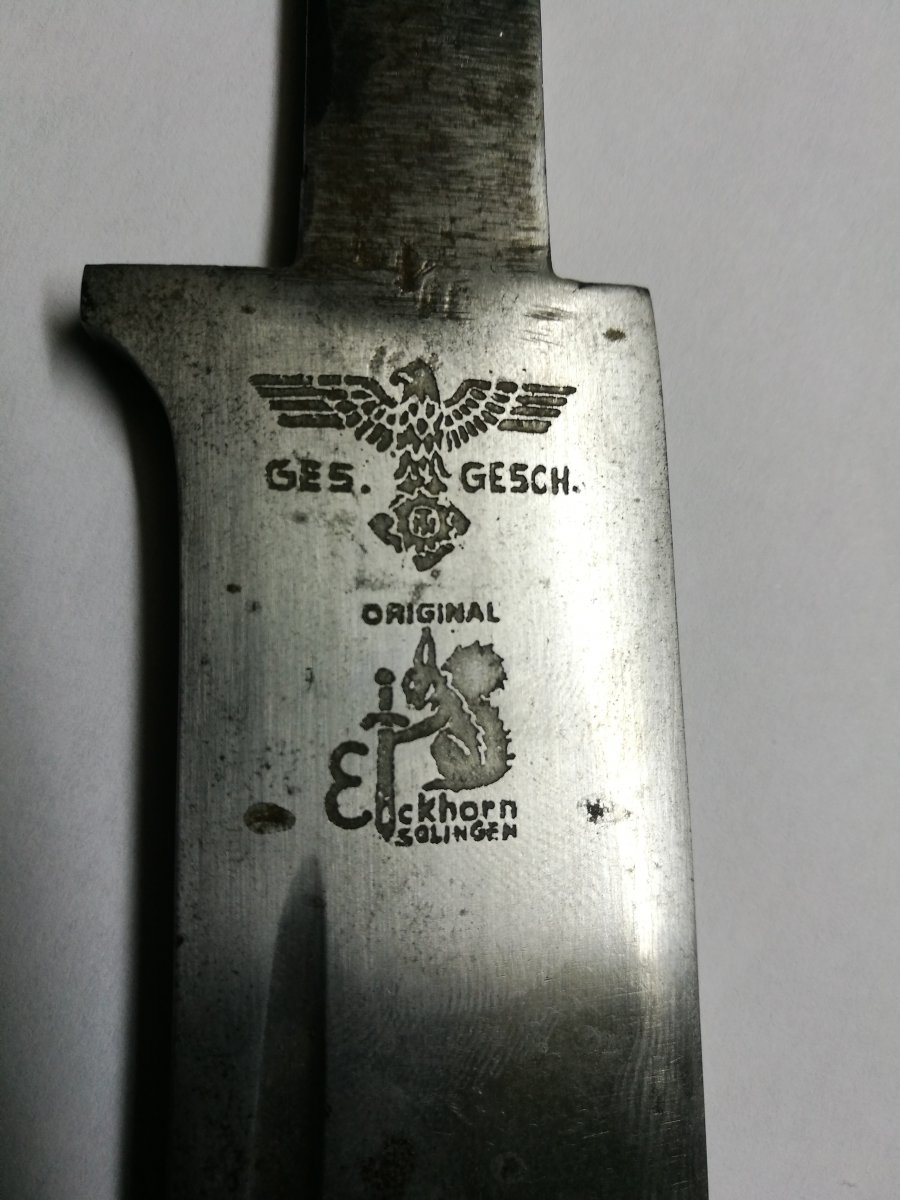 GES. GESCH.
ORIGINAL
Eickhorn
SOLINGEN